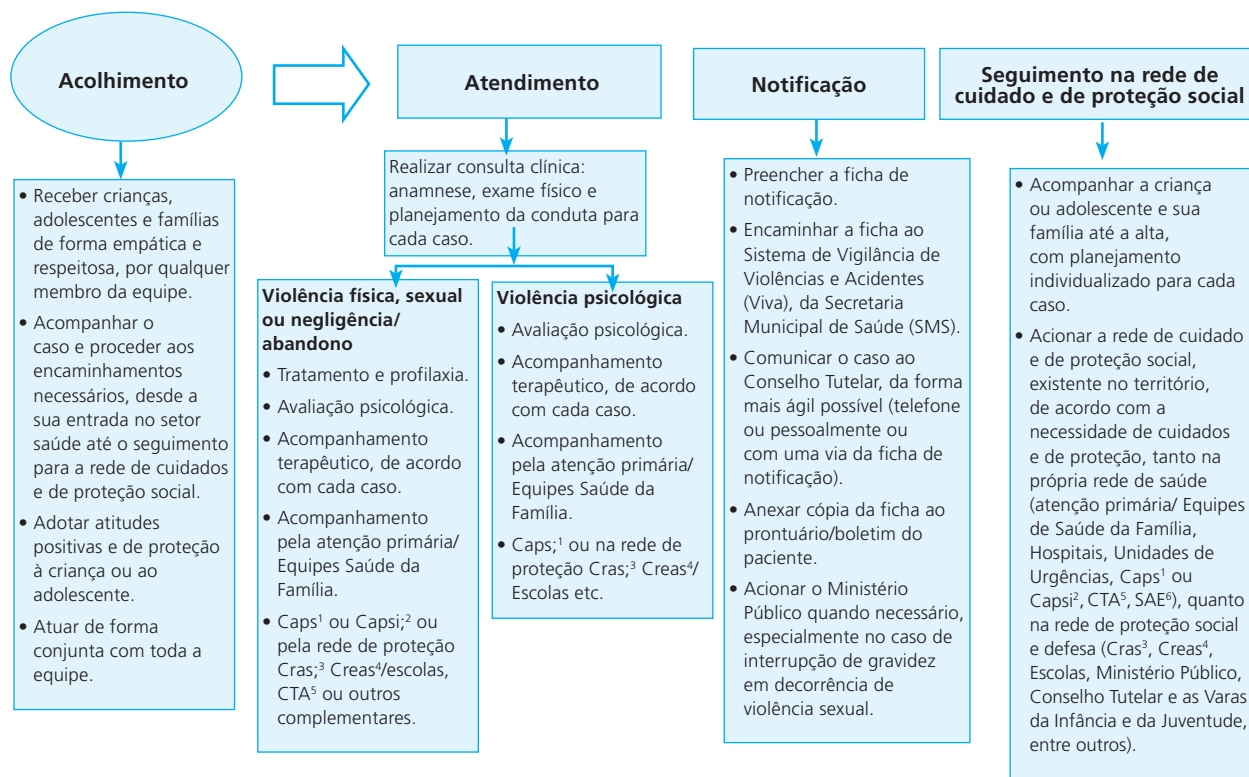 Acolhimento
• Receber crianças,
adolescentes e famílias
de forma empática e
respeitosa, por qualquer
membro da equipe.
• Acompanhar o
caso e proceder aos
encaminhamentos
necessários, desde a
sua entrada no setor
saúde até o seguimento
para a rede de cuidados
e de proteção social.
• Adotar atitudes
positivas e de proteção
à criança ou ao
adolescente.
• Atuar de forma
conjunta com toda a
equipe.
Atendimento
Realizar consulta clínica:
anamnese, exame físico e
planejamento da conduta para
cada caso.
Violência física, sexual
ou negligência/
abandono
• Tratamento e profilaxia.
• Avaliação psicológica.
• Acompanhamento
terapêutico, de acordo
com cada caso.
• Acompanhamento
pela atenção primária/
Equipes Saúde da
Família.
• Caps¹ ou Capsi;² ou
pela rede de proteção
Cras;³ Creas⁴/escolas,
CTA⁵ ou outros
complementares.
Violência psicológica
• Avaliação psicológica.
• Acompanhamento
terapêutico, de acordo
com cada caso.
• Acompanhamento
pela atenção primária/
Equipes Saúde da
Família.
• Caps;¹ ou na rede de
proteção Cras;³ Creas⁴/
Escolas etc.
Notificação
• Preencher a ficha de
notificação.
• Encaminhar a ficha ao
Sistema de Vigilância de
Violências e Acidentes
(Viva), da Secretaria
Municipal de Saúde (SMS).
• Comunicar o caso ao
Conselho Tutelar, da forma
mais ágil possível (telefone
ou pessoalmente ou
com uma via da ficha de
notificação).
• Anexar cópia da ficha ao
prontuário/boletim do
paciente.
• Acionar o Ministério
Público quando necessário,
especialmente no caso de
interrupção de gravidez
em decorrência de
violência sexual.
Seguimento na rede de
cuidado e de proteção social
• Acompanhar a criança
ou adolescente e sua
família até a alta,
com planejamento
individualizado para cada
caso.
• Acionar a rede de cuidado
e de proteção social,
existente no território,
de acordo com a
necessidade de cuidados
e de proteção, tanto na
própria rede de saúde
(atenção primária/ Equipes
de Saúde da Família,
Hospitais, Unidades de
Urgências, Caps¹ ou
Capsi², CTA⁵, SAE⁶), quanto
na rede de proteção social
e defesa (Cras³, Creas⁴,
Escolas, Ministério Público,
Conselho Tutelar e as Varas
da Infância e da Juventude,
entre outros).